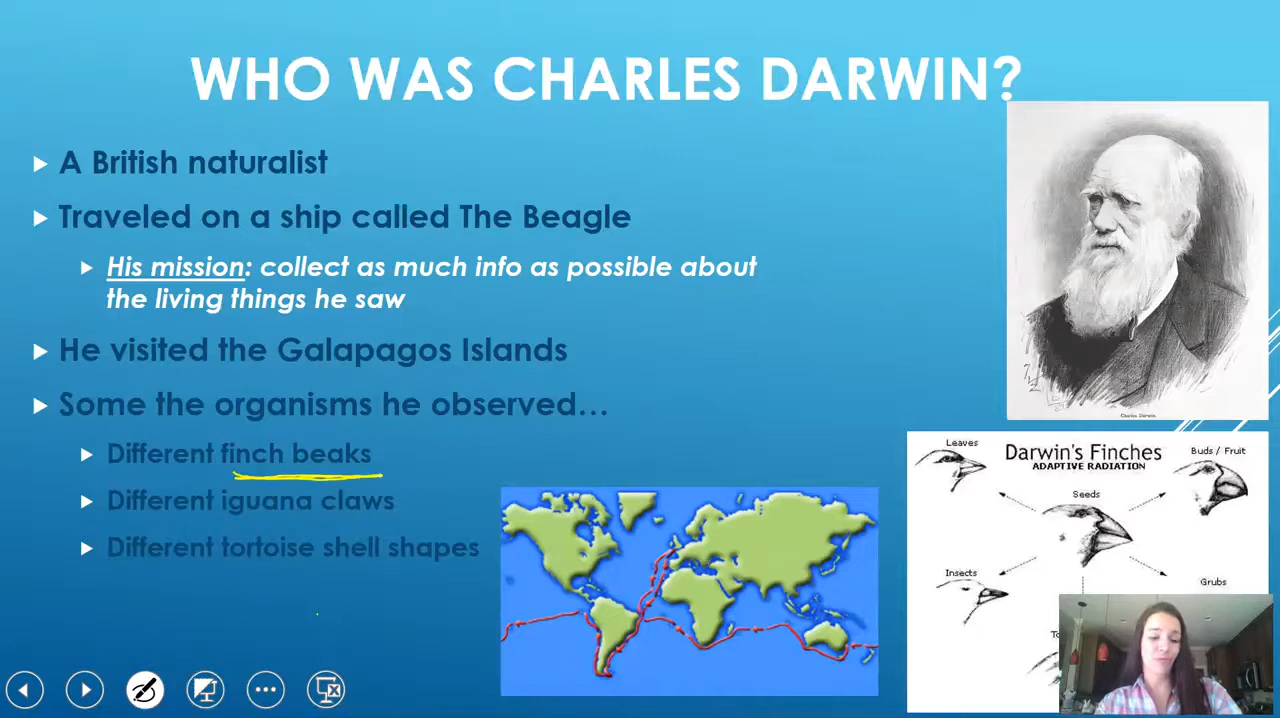 WHO WAS CHARLES DARWIN?
A British naturalist
Traveled on a ship called The Beagle
His mission: collect as much info as possible about
the living things he saw
He visited the Galapagos Islands
Some the organisms he observed…
Different finch beaks
Different iguana claws
Different tortoise shell shapes
Charles Darwin.
Darwin's Finches
ADAPTIVE RADIATION
Leaves
Buds / Fruit
Seeds
Insects
Grubs